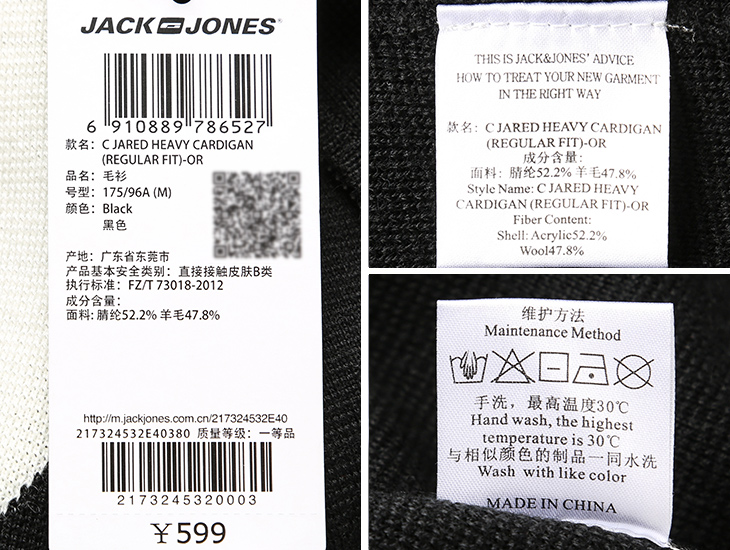 JACK JONES
6 910889 786527
款名: C JARED HEAVY CARDIGAN
(REGULAR FIT)-OR
品名: 毛衫
号型: 175/96A (M)
颜色: Black
黑色
产地: 广东省东莞市
产品基本安全类别: 直接接触皮肤B类
执行标准: FZ/T 73018-2012
成分含量:
面料: 腈纶52.2% 羊毛47.8%
http://m.jackjones.com.cn/217324532E40
217324532E40380 质量等级: 一等品
2173245320003
¥599
THIS IS JACK&JONES' ADVICE
HOW TO TREAT YOUR NEW GARMENT
IN THE RIGHT WAY
款名: C JARED HEAVY CARDIGAN
(REGULAR FIT)-OR
成分含量:
面料: 腈纶52.2% 羊毛47.8%
Style Name: C JARED HEAVY
CARDIGAN (REGULAR FIT)-OR
Fiber Content:
Shell: Acrylic52.2%
Wool47.8%
维护方法
Maintenance Method
手洗，最高温度30℃
Hand wash, the highest
temperature is 30℃
与相似颜色的制品一同水洗
Wash with like color
MADE IN CHINA